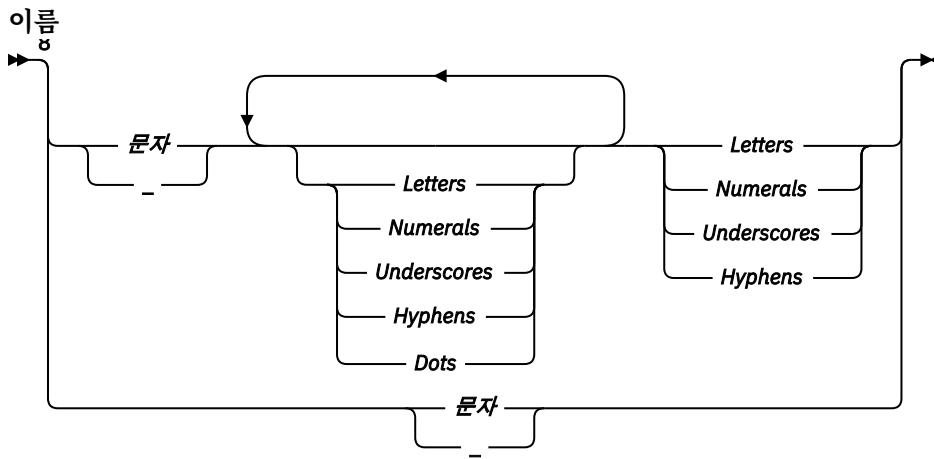 이름
문자 Letters
_ Letters Numerals
Numerals Underscores
Underscores Hyphens
Hyphens
Dots
문자
_